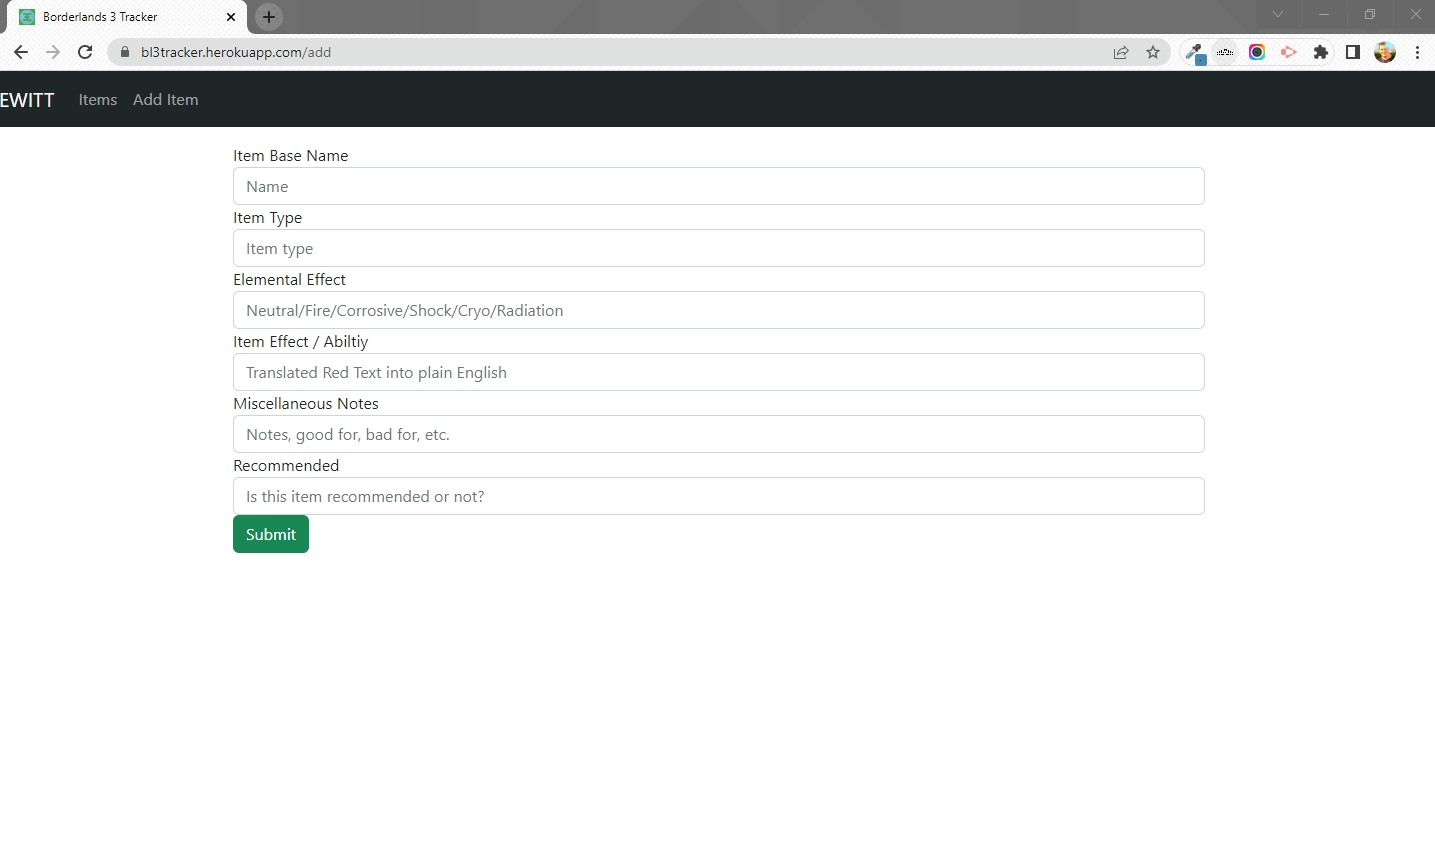 Borderlands 3 Tracker
bl3tracker.herokuapp.com/add
EWITT Items Add Item
Item Base Name
Name
Item Type
Item type
Elemental Effect
Neutral/Fire/Corrosive/Shock/Cryo/Radiation
Item Effect / Abiltiy
Translated Red Text into plain English
Miscellaneous Notes
Notes, good for, bad for, etc.
Recommended
Is this item recommended or not?
Submit